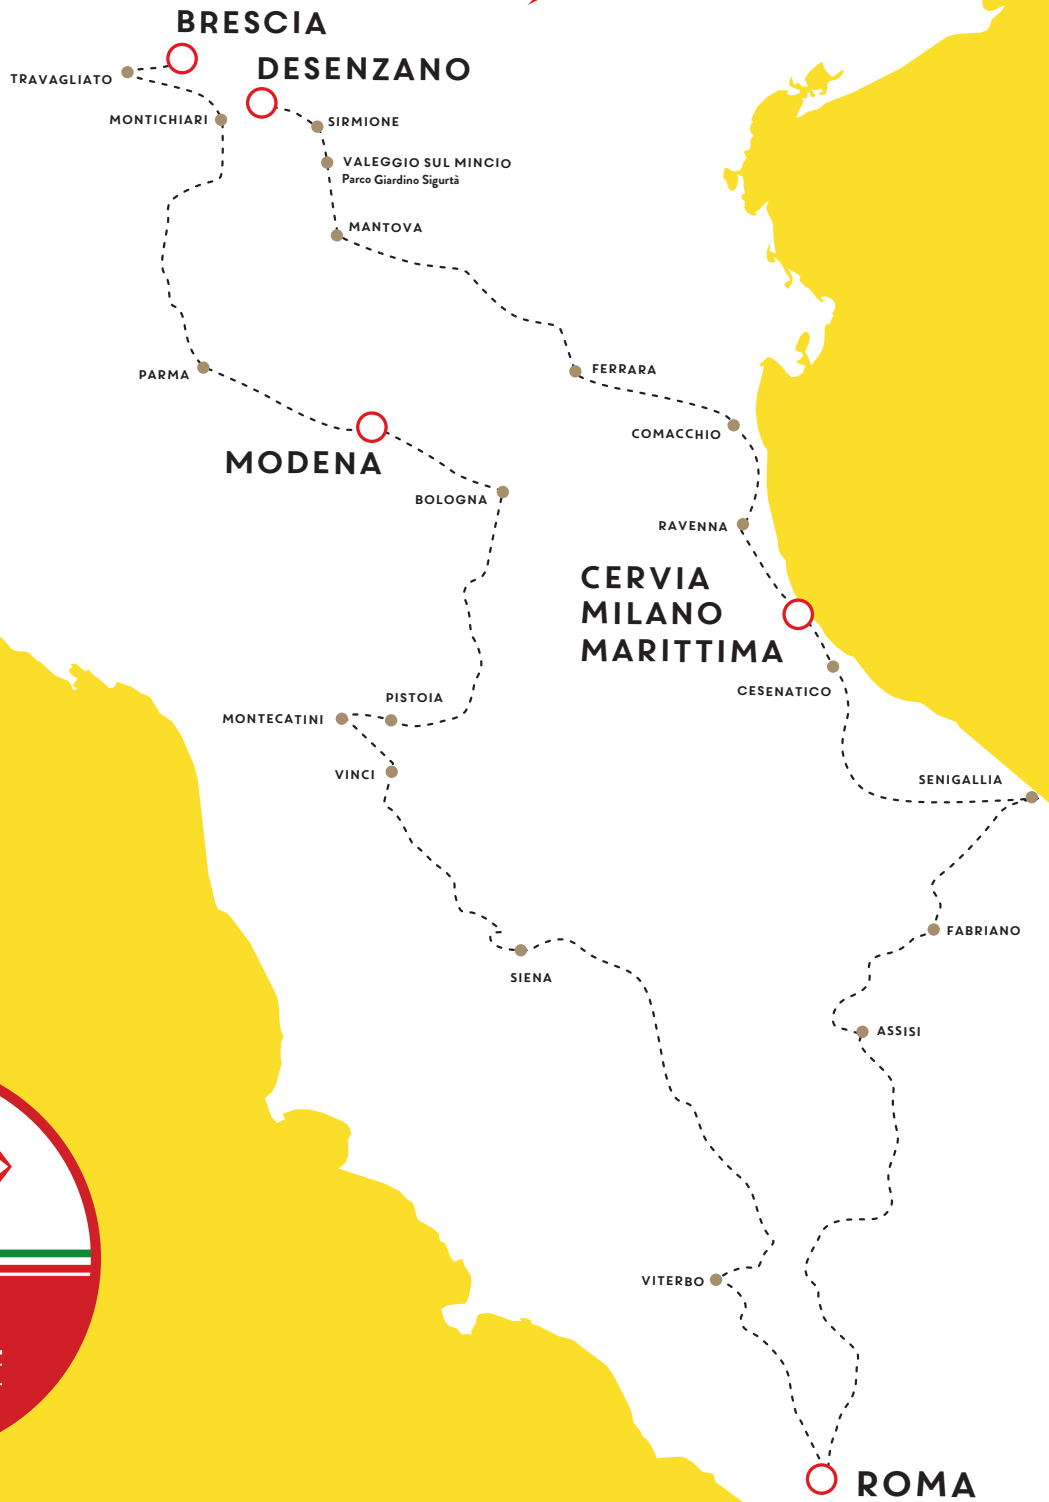 BRESCIA
DESENZANO
TRAVAGLIATO
MONTICHIARI
SIRMIONE
VALEGGIO SUL MINCIO
Parco Giardino Sigurtà
MANTOVA
PARMA
FERRARA
COMACCHIO
MODENA
BOLOGNA
RAVENNA
CERVIA
MILANO
MARITTIMA
CESENATICO
PISTOIA
MONTECATINI
VINCI
SENIGALLIA
FABRIANO
SIENA
ASSISI
VITERBO
ROMA